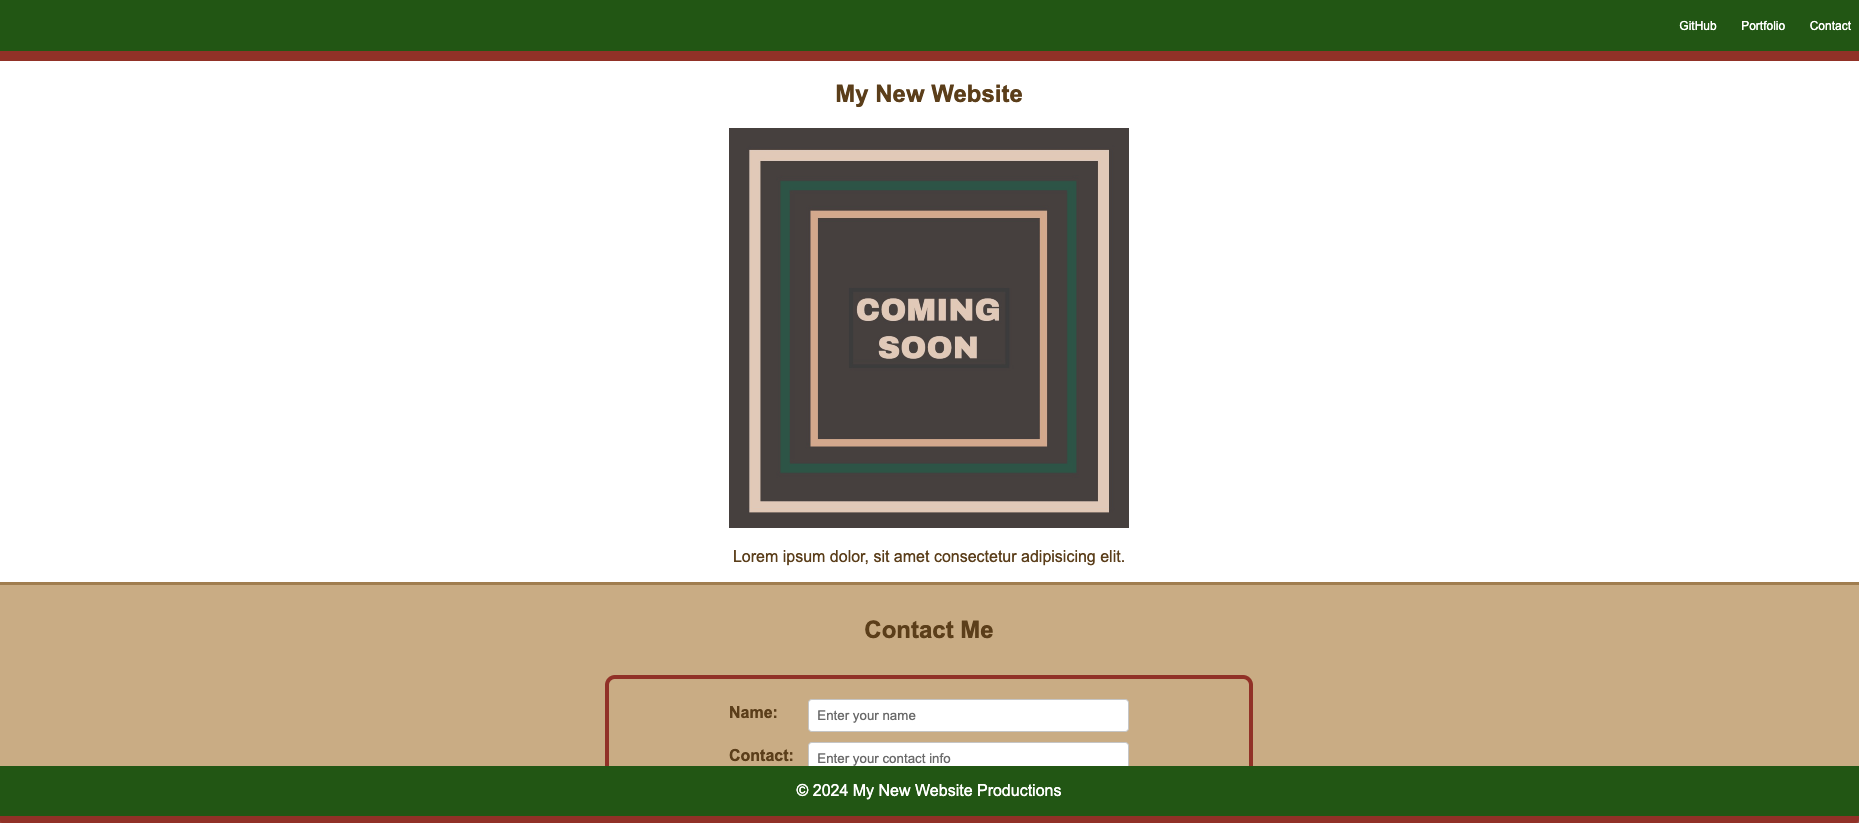 GitHub Portfolio Contact
My New Website
COMING
SOON
Lorem ipsum dolor, sit amet consectetur adipisicing elit.
Contact Me
Name: Enter your name
Contact: Enter your contact info
© 2024 My New Website Productions